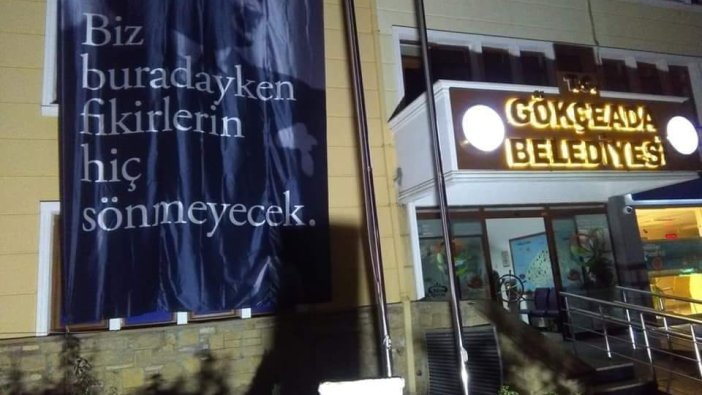 Biz
buradayken
fikirlerin
hiç
sönmeyecek.
T.C.
GÖKÇEADA
BELEDİYESİ